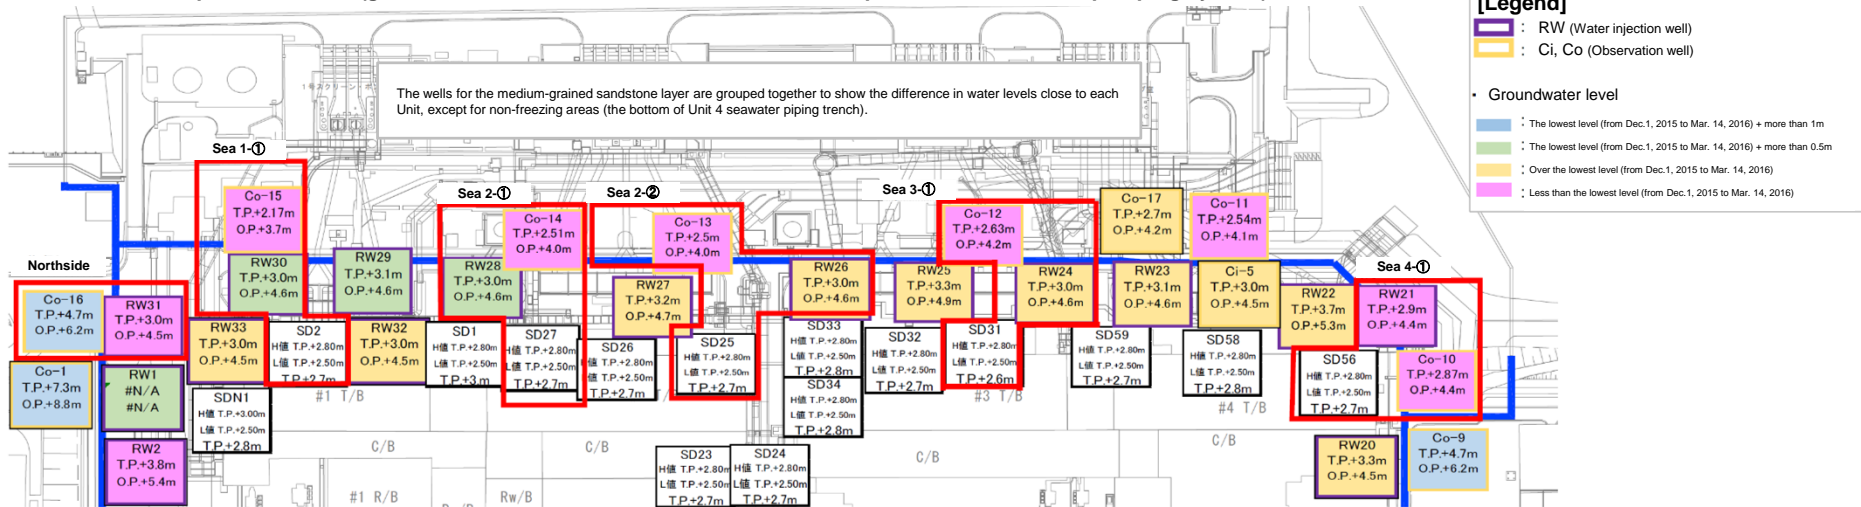 [Legend]
: RW (Water injection well)
: Ci, Co (Observation well)
・ Groundwater level
: The lowest level (from Dec.1, 2015 to Mar. 14, 2016) + more than 1m
: The lowest level (from Dec.1, 2015 to Mar. 14, 2016) + more than 0.5m
: Over the lowest level (from Dec.1, 2015 to Mar. 14, 2016)
: Less than the lowest level (from Dec.1, 2015 to Mar. 14, 2016)
The wells for the medium-grained sandstone layer are grouped together to show the difference in water levels close to each
Unit, except for non-freezing areas (the bottom of Unit 4 seawater piping trench).
Sea 1-①
Sea 2-①
Sea 2-②
Sea 3-①
Sea 4-①
Northside
Co-15
T.P.+2.17m
O.P.+3.7m
Co-14
T.P.+2.51m
O.P.+4.0m
Co-13
T.P.+2.5m
O.P.+4.0m
Co-12
T.P.+2.63m
O.P.+4.2m
Co-17
T.P.+2.7m
O.P.+4.2m
Co-11
T.P.+2.54m
O.P.+4.1m
RW30
T.P.+3.0m
O.P.+4.6m
RW29
T.P.+3.1m
O.P.+4.6m
RW28
T.P.+3.0m
O.P.+4.6m
RW27
T.P.+3.2m
O.P.+4.7m
RW26
T.P.+3.0m
O.P.+4.6m
RW25
T.P.+3.3m
O.P.+4.9m
RW24
T.P.+3.0m
O.P.+4.6m
RW23
T.P.+3.1m
O.P.+4.6m
Ci-5
T.P.+3.0m
O.P.+4.5m
RW22
T.P.+3.7m
O.P.+5.3m
RW21
T.P.+2.9m
O.P.+4.4m
Co-16
T.P.+4.7m
O.P.+6.2m
RW31
T.P.+3.0m
O.P.+4.5m
RW33
T.P.+3.0m
O.P.+4.5m
SD2
H値 T.P.+2.80m
L値 T.P.+2.50m
T.P.+2.7m
RW32
T.P.+3.0m
O.P.+4.5m
SD1
H値 T.P.+2.80m
L値 T.P.+2.50m
T.P.+3.m
SD27
H値 T.P.+2.80m
L値 T.P.+2.50m
T.P.+2.7m
SD26
H値 T.P.+2.80m
L値 T.P.+2.50m
T.P.+2.7m
SD25
H値 T.P.+2.80m
L値 T.P.+2.50m
T.P.+2.7m
SD33
H値 T.P.+2.80m
L値 T.P.+2.50m
T.P.+2.8m
SD32
H値 T.P.+2.80m
L値 T.P.+2.50m
T.P.+2.7m
SD31
H値 T.P.+2.80m
L値 T.P.+2.50m
T.P.+2.6m
SD59
H値 T.P.+2.80m
L値 T.P.+2.50m
T.P.+2.7m
SD58
H値 T.P.+2.80m
L値 T.P.+2.50m
T.P.+2.8m
SD56
H値 T.P.+2.80m
L値 T.P.+2.50m
T.P.+2.7m
Co-10
T.P.+2.87m
O.P.+4.4m
Co-1
T.P.+7.3m
O.P.+8.8m
RW1
#N/A
#N/A
SDN1
H値 T.P.+3.00m
L値 T.P.+2.50m
T.P.+2.8m
SD34
H値 T.P.+2.80m
L値 T.P.+2.50m
T.P.+2.8m
#1 T/B
#3 T/B
#4 T/B
RW2
T.P.+3.8m
O.P.+5.4m
C/B
C/B
C/B
C/B
SD23
H値 T.P.+2.80m
L値 T.P.+2.50m
T.P.+2.7m
SD24
H値 T.P.+2.80m
L値 T.P.+2.50m
T.P.+2.7m
RW20
T.P.+3.3m
O.P.+4.5m
Co-9
T.P.+4.7m
O.P.+6.2m
#1 R/B
Rw/B